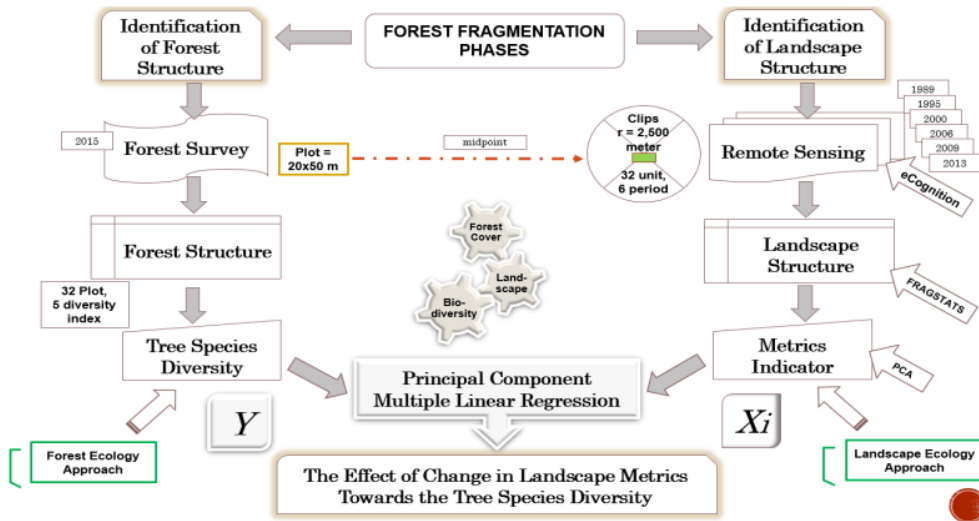 FOREST FRAGMENTATION
PHASES
Identification
of Forest
Structure
Identification
of Landscape
Structure
2015
Forest Survey
Plot =
20x50 m
midpoint
Clips
r = 2,500
meter
32 unit,
6 period
Remote Sensing
1989
1995
2000
2006
2009
2013
eCognition
Forest Structure
Forest
Cover
Land-
scape
Bio-
diversity
Landscape
Structure
FRAGSTATS
32 Plot,
5 diversity
index
Tree Species
Diversity
Principal Component
Multiple Linear Regression
Metrics
Indicator
PCA
Y
Xi
Forest Ecology
Approach
Landscape Ecology
Approach
The Effect of Change in Landscape Metrics
Towards the Tree Species Diversity